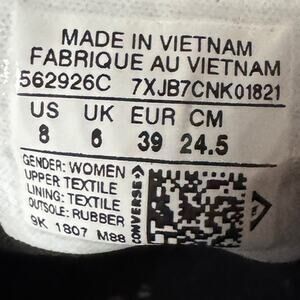 MADE IN VIETNAM
FABRIQUE AU VIETNAM
562926C 7XJB7CNK01821
US UK EUR CM
8 6 39 24.5
GENDER: WOMEN
UPPER: TEXTILE
LINING: TEXTILE
OUTSOLE: RUBBER
9K 1807 M88
CONVERSE